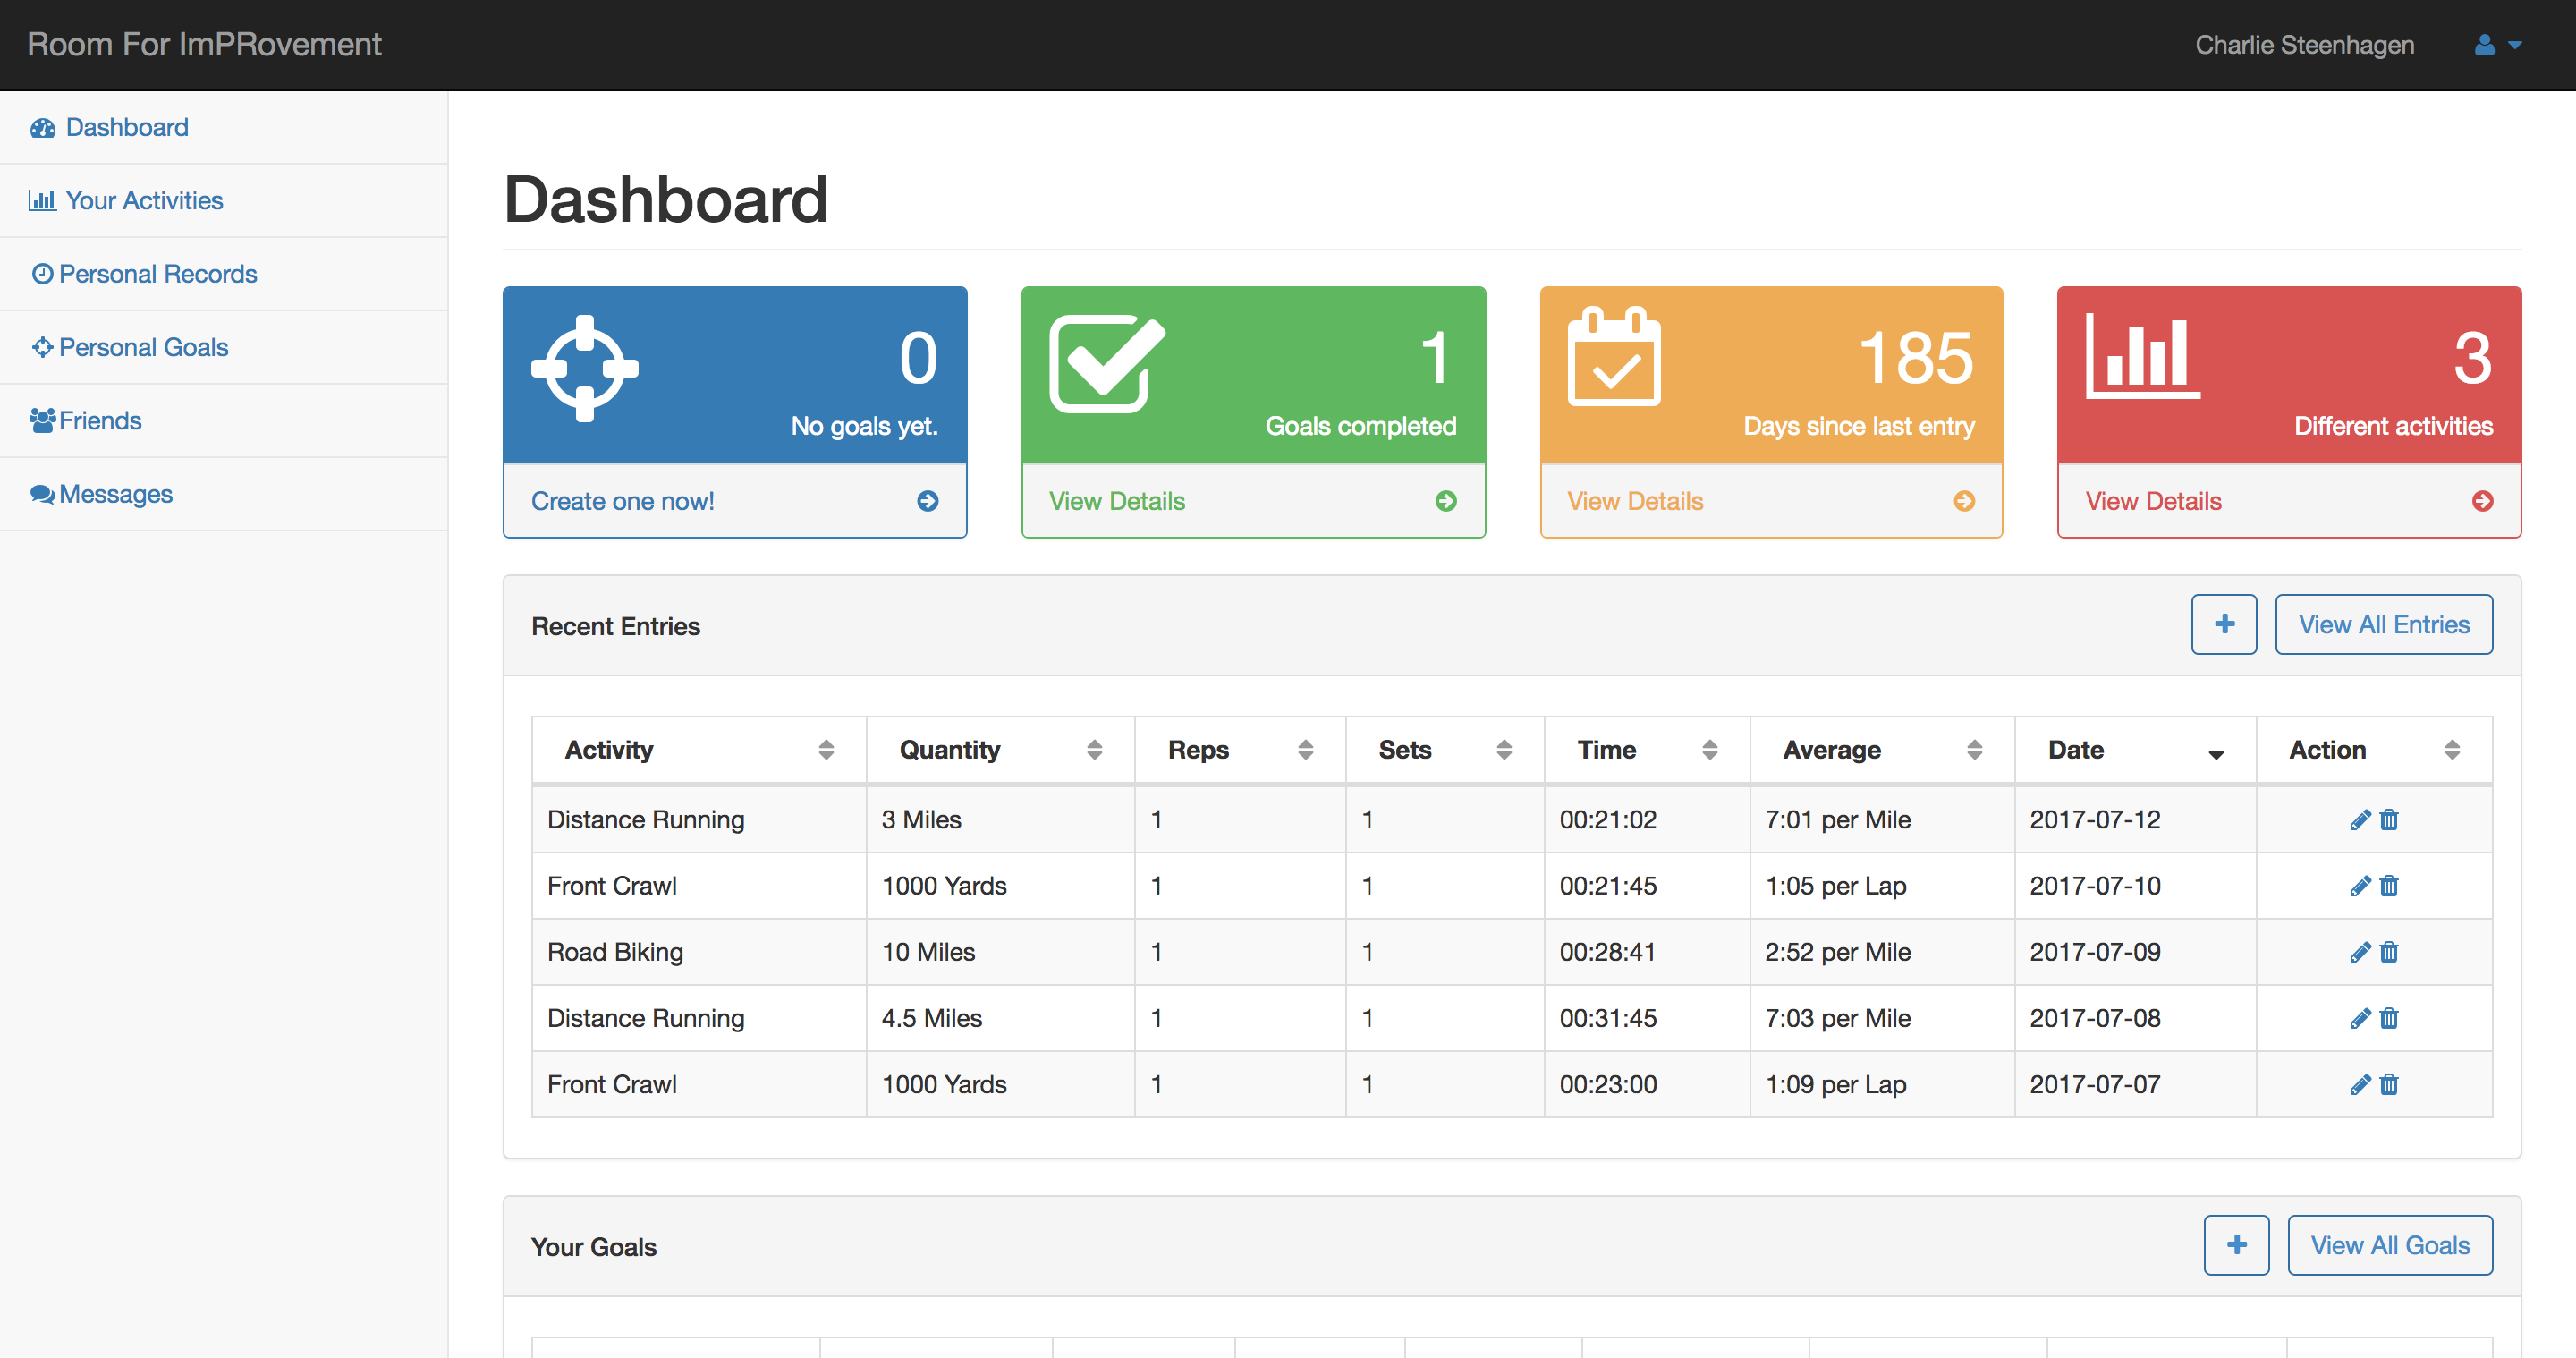 Room For ImPRovement
Charlie Steenhagen
Dashboard
Your Activities
Personal Records
Personal Goals
Friends
Messages
Dashboard
0
No goals yet.
Create one now!
1
Goals completed
View Details
185
Days since last entry
View Details
3
Different activities
View Details
Recent Entries
+ View All Entries
Activity Quantity Reps Sets Time Average Date Action
Distance Running 3 Miles 1 1 00:21:02 7:01 per Mile 2017-07-12
Front Crawl 1000 Yards 1 1 00:21:45 1:05 per Lap 2017-07-10
Road Biking 10 Miles 1 1 00:28:41 2:52 per Mile 2017-07-09
Distance Running 4.5 Miles 1 1 00:31:45 7:03 per Mile 2017-07-08
Front Crawl 1000 Yards 1 1 00:23:00 1:09 per Lap 2017-07-07
Your Goals
+ View All Goals